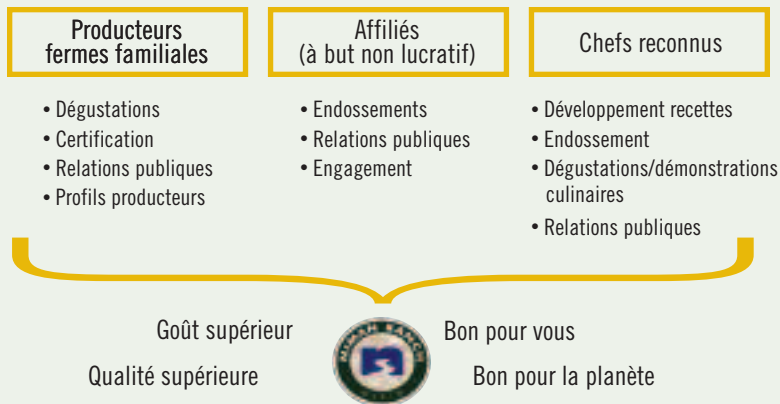 Producteurs
fermes familiales
Affiliés
(à but non lucratif)
Chefs reconnus
• Dégustations
• Certification
• Relations publiques
• Profils producteurs
• Endossements
• Relations publiques
• Engagement
• Développement recettes
• Endossement
• Dégustations/démonstrations
culinaires
• Relations publiques
Goût supérieur
Qualité supérieure
NIMAN RANCH
Bon pour vous
Bon pour la planète